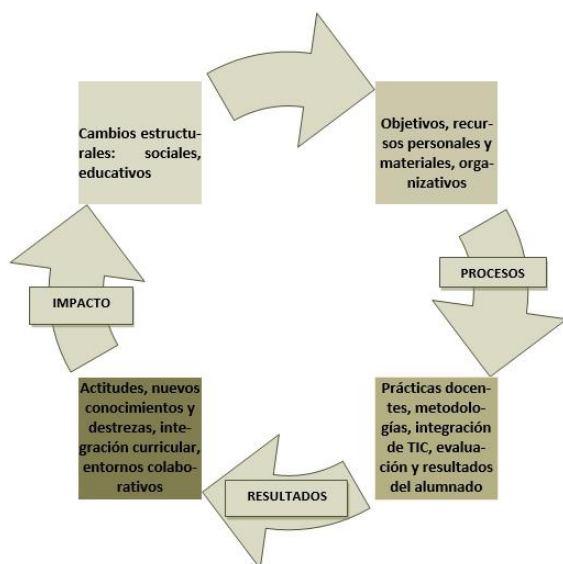 Cambios estructu-
rales: sociales,
educativos
Objetivos, recur-
sos personales y
materiales, orga-
nizativos
PROCESOS
Prácticas docen-
tes, metodolo-
gías, integración
de TIC, evalua-
ción y resultados
del alumnado
RESULTADOS
Actitudes, nuevos
conocimientos y
destrezas, inte-
gración curricular,
entornos colabo-
rativos
IMPACTO